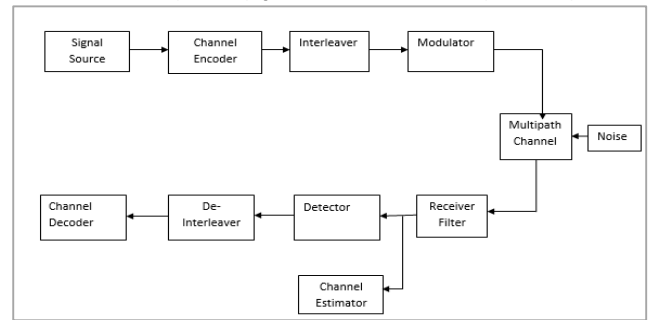 Signal
Source
Channel
Encoder
Interleaver
Modulator
Multipath
Channel
Noise
Channel
Decoder
De-
Interleaver
Detector
Receiver
Filter
Channel
Estimator